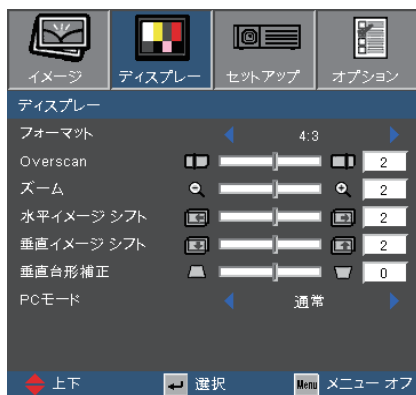 イメージ ディスプレー セットアップ オプション
ディスプレー
フォーマット 4:3
Overscan 2
ズーム 2
水平イメージ シフト 2
垂直イメージ シフト 2
垂直台形補正 0
PCモード 通常
上下 選択 Menu メニュー オフ